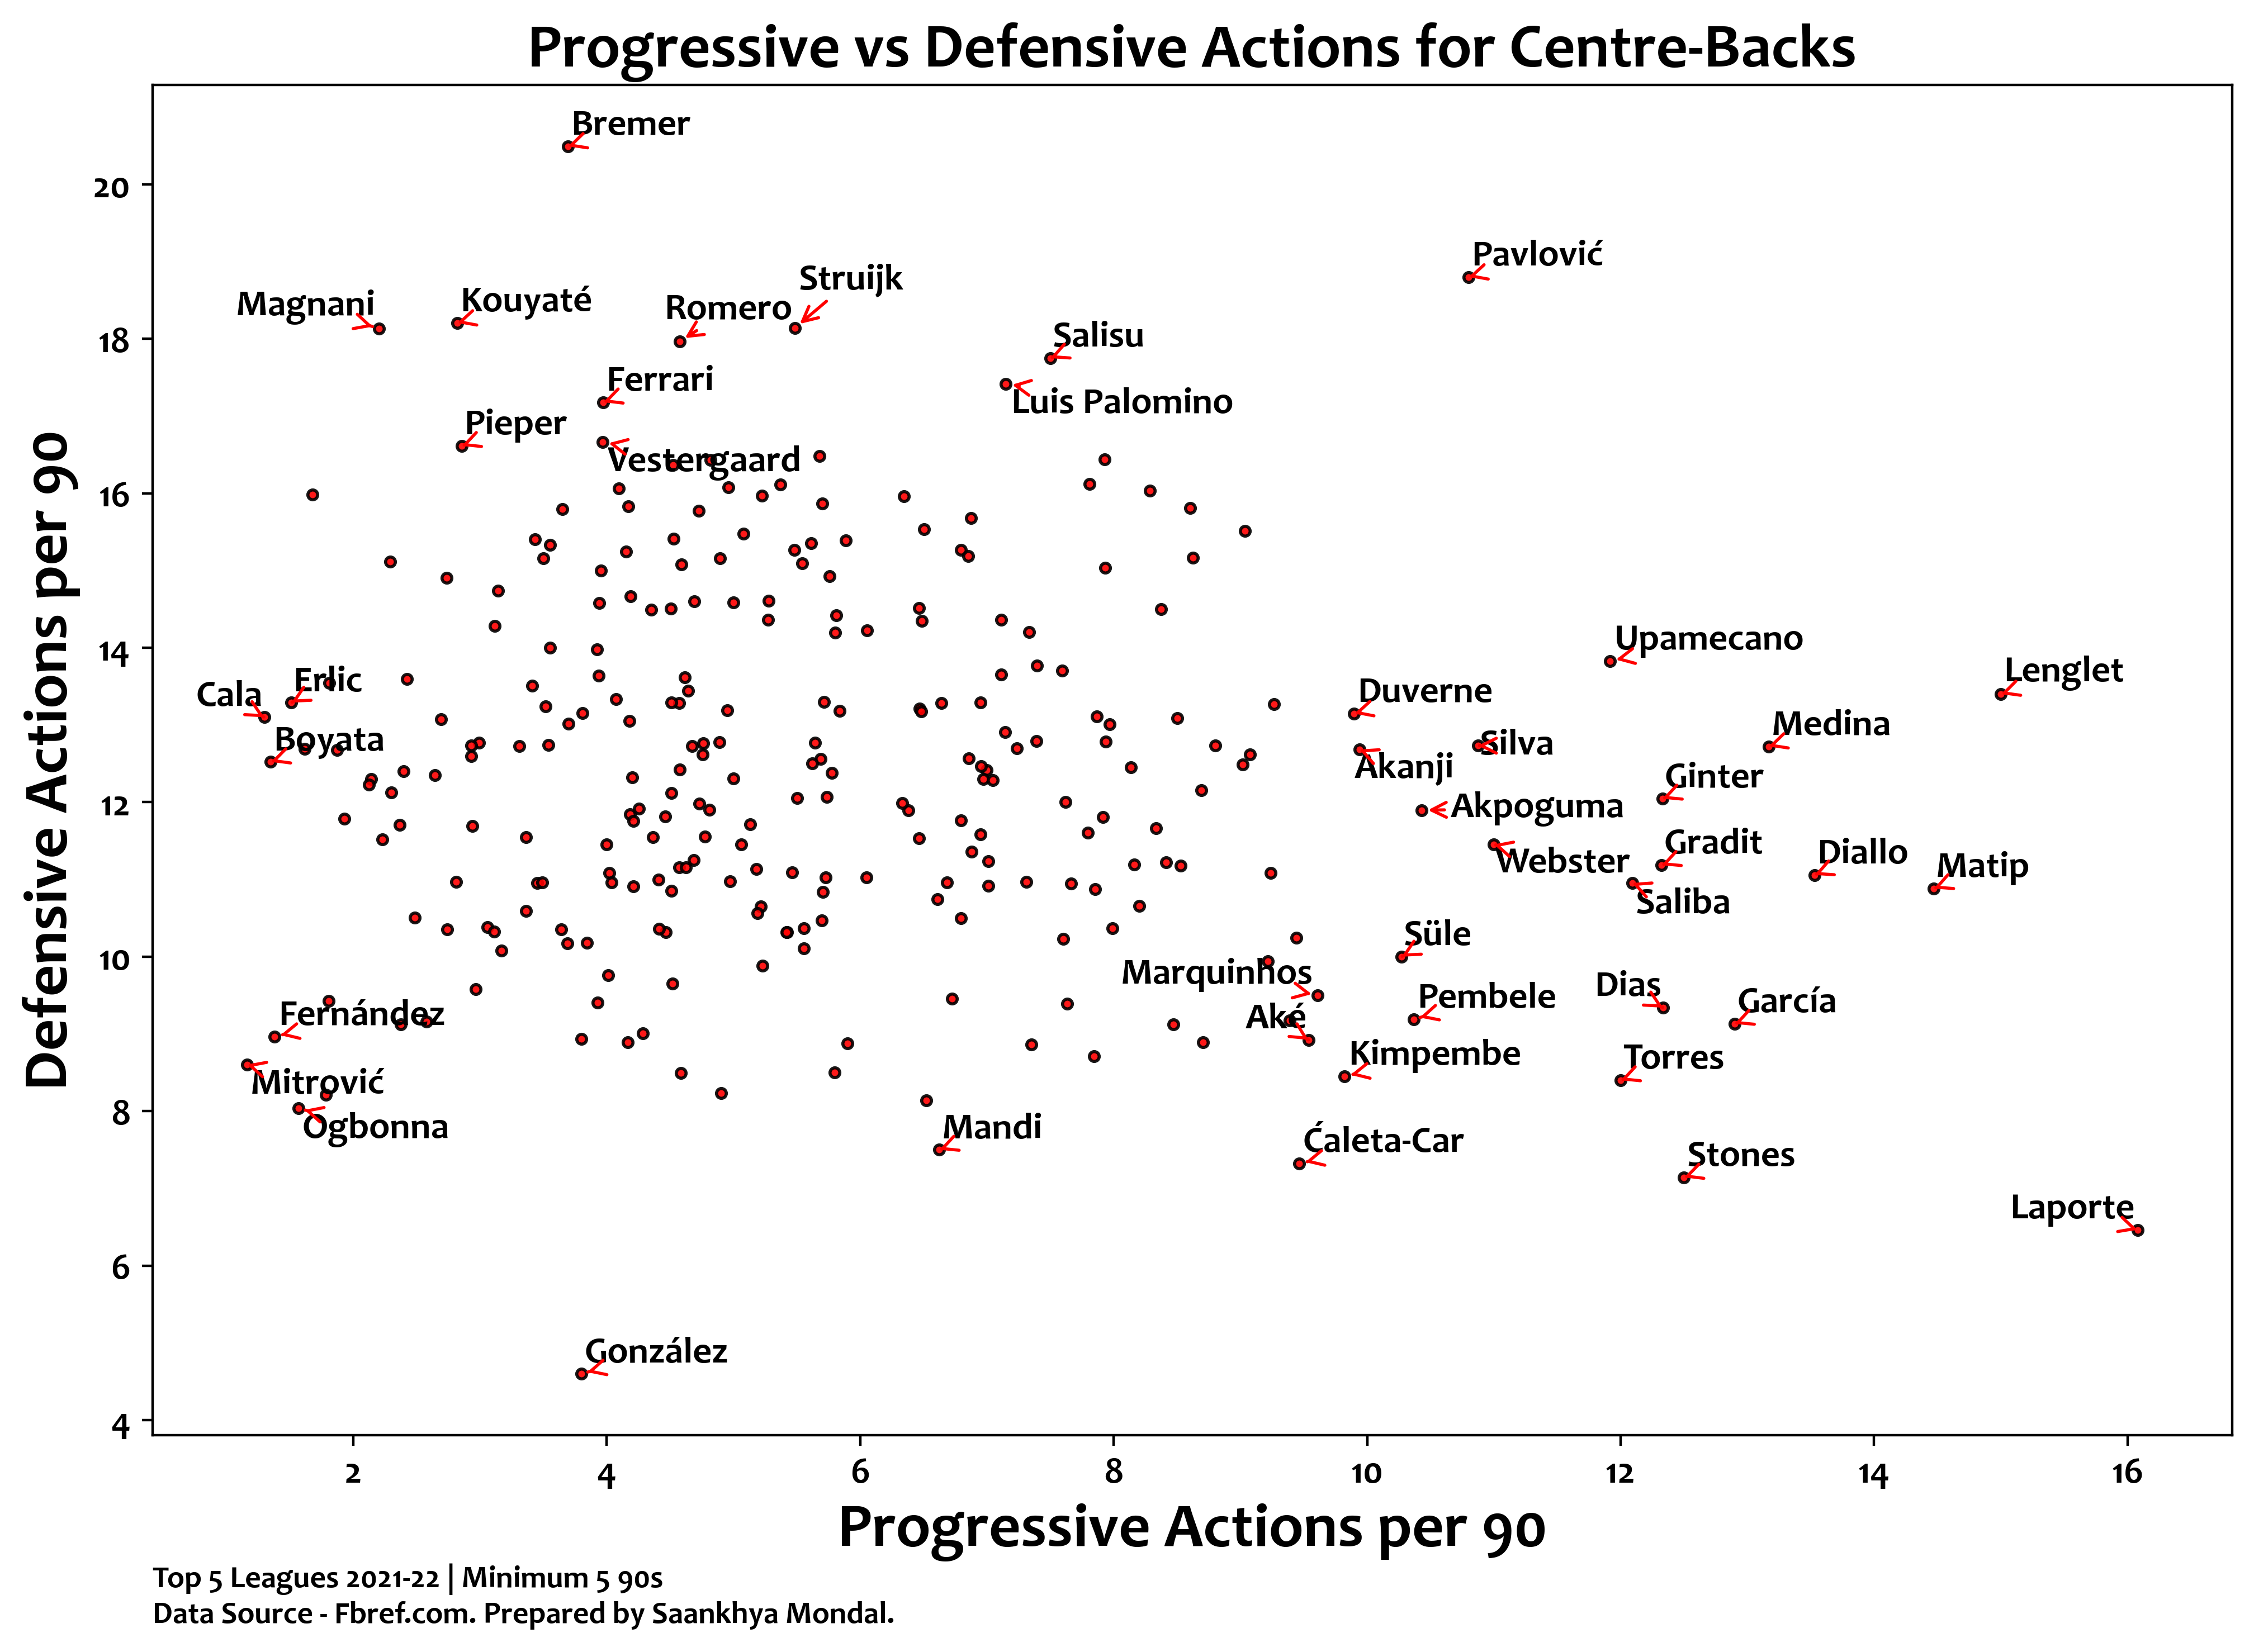 Progressive vs Defensive Actions for Centre-Backs
Bremer
20
Pavlović
Struijk
Magnani
Kouyaté
Romero
18
Salisu
Ferrari
Luis Palomino
Pieper
Vestergaard
16
14
Upamecano
Lenglet
Erlic
Cala
Duverne
Medina
Boyata
Silva
Akanji
Ginter
12
Akpoguma
Gradit
Webster
Diallo
Matip
Saliba
Süle
10
Marquinhos
Dias
Pembele
García
Fernández
Aké
Kimpembe
Torres
Mitrović
8
Ogbonna
Mandi
Ćaleta-Car
Stones
Laporte
6
González
4
Defensive Actions per 90
2 4 6 8 10 12 14 16
Progressive Actions per 90
Top 5 Leagues 2021-22 | Minimum 5 90s
Data Source - Fbref.com. Prepared by Saankhya Mondal.